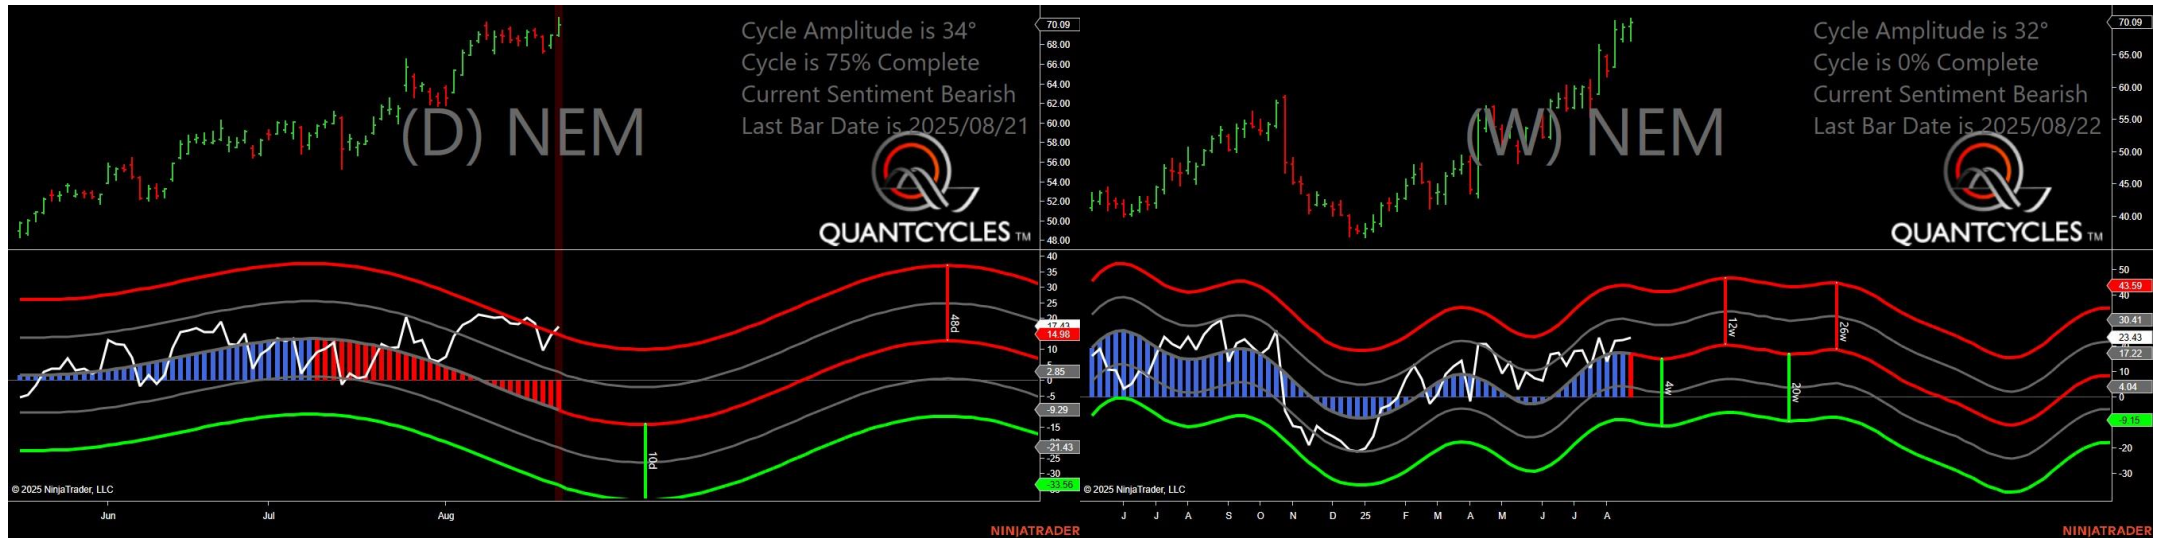 Cycle Amplitude is 34°
Cycle is 75% Complete
Current Sentiment Bearish
Last Bar Date is 2025/08/21
(D) NEM
QUANTCYCLES TM
70.09
68.00
66.00
64.00
62.00
60.00
58.00
56.00
54.00
52.00
50.00
48.00
40
35
30
25
20
17.43
14.98
10
5
2.85
0
-5
-9.29
-15
-21.43
-25
-30
-33.56
48d
10d
© 2025 NinjaTrader, LLC
Jun
Jul
Aug
NINJATRADER
Cycle Amplitude is 32°
Cycle is 0% Complete
Current Sentiment Bearish
Last Bar Date is 2025/08/22
(W) NEM
QUANTCYCLES TM
70.09
65.00
60.00
55.00
50.00
45.00
40.00
50
43.59
40
30.41
23.43
17.22
10
4.04
0
-9.15
-20
-30
12w
26w
4w
20w
© 2025 NinjaTrader, LLC
J
J
A
S
O
N
D
25
F
M
A
M
J
J
A
NINJATRADER